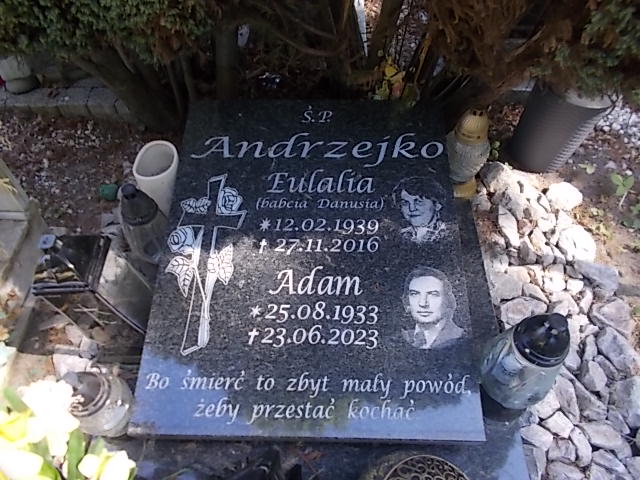 Ś.P.
Andrzejko
Eulalia
(babcia Danusia)
*12.02.1939
†27.11.2016
Adam
*25.08.1933
†23.06.2023
Bo śmierć to zbyt mały powód,
żeby przestać kochać